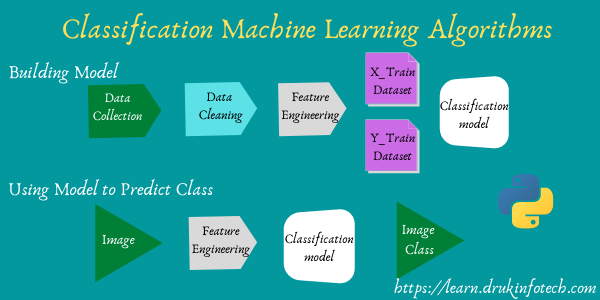 Classification Machine Learning Algorithms
Building Model
Data
Collection
Data
Cleaning
Feature
Engineering
X_Train
Dataset
Y_Train
Dataset
Classification
model
Using Model to Predict Class
Image
Feature
Engineering
Classification
model
Image
Class
https://learn.drukinfotech.com